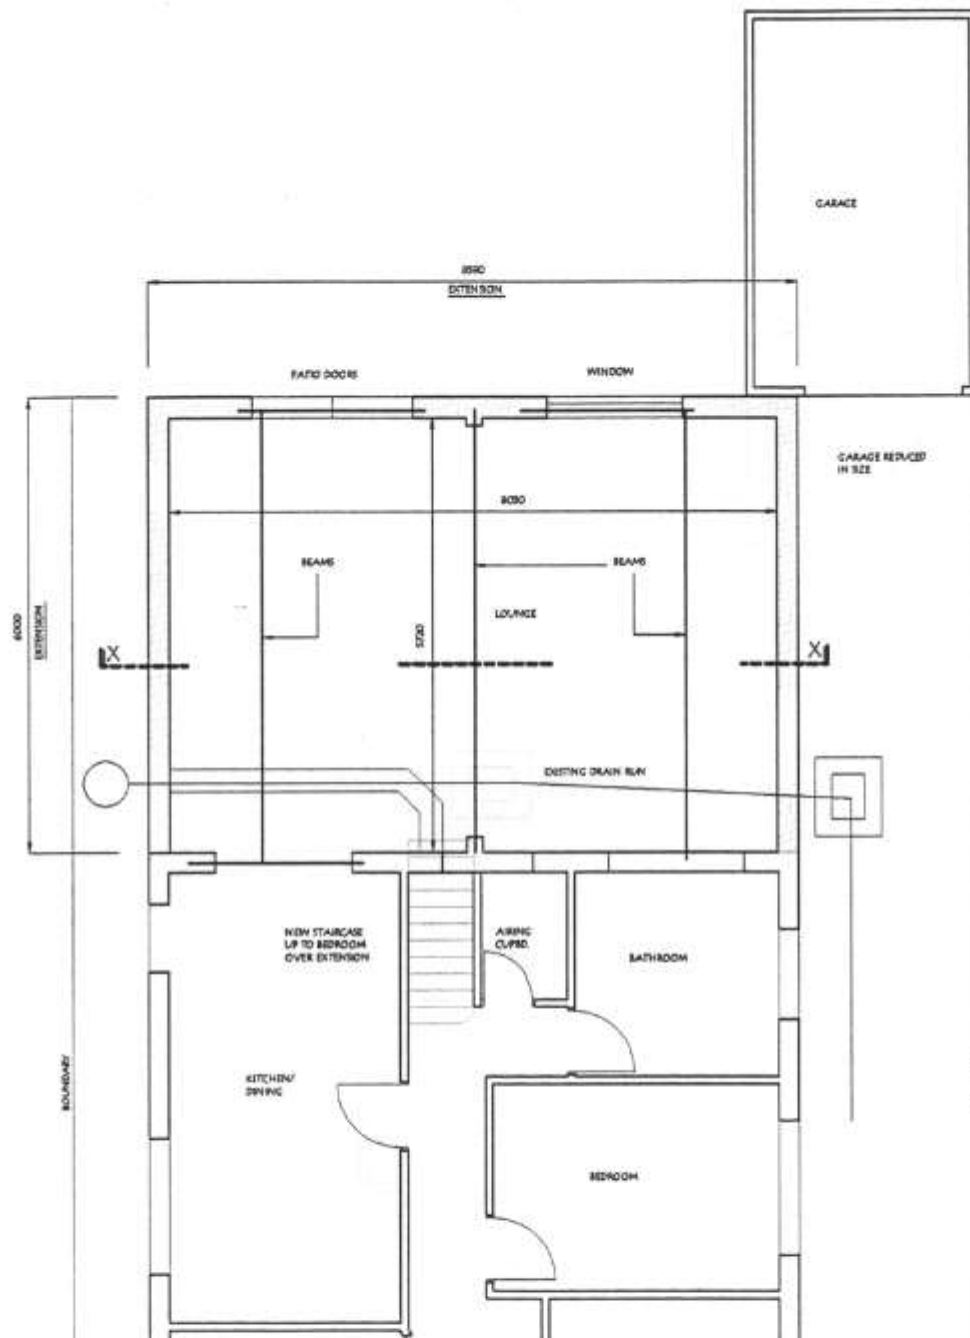 GARAGE
8590
EXTENSION
PATIO DOORS
WINDOW
GARAGE REDUCED
IN SIZE
8030
BEAMS
BEAMS
LOUNGE
5720
6000
EXTENSION
X
X
EXISTING DRAIN RUN
NEW STAIRCASE
UP TO BEDROOM
OVER EXTENSION
AIRING
CUPBD.
BATHROOM
KITCHEN/
DINING
BOUNDARY
BEDROOM